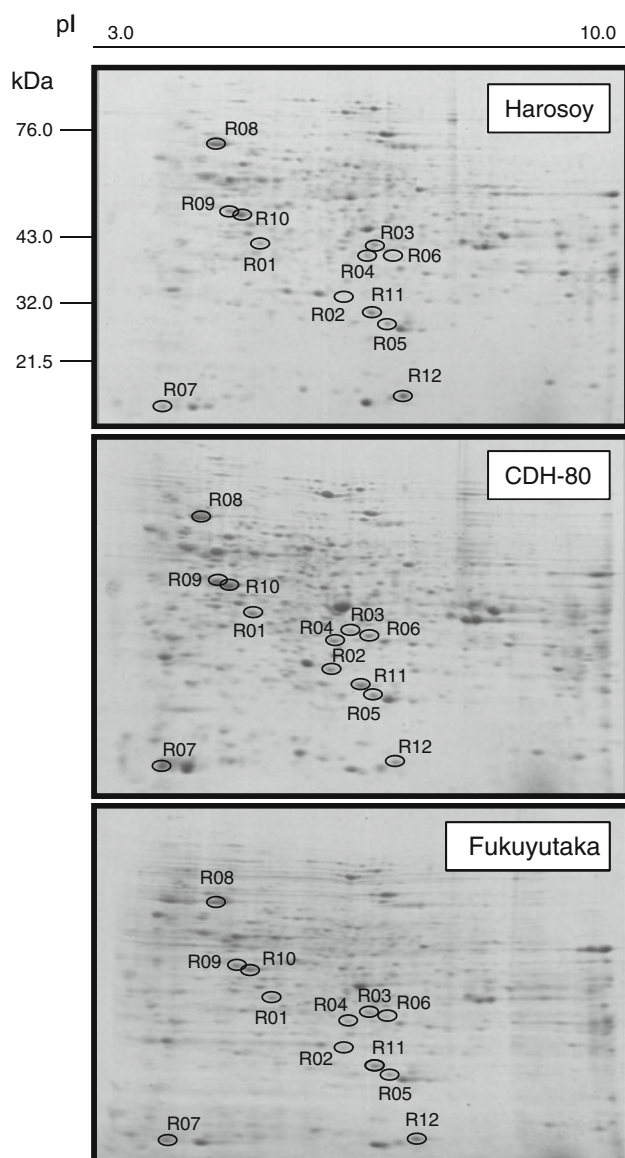 pI 3.0 10.0
kDa
Harosoy
76.0
R08
R09 R10
43.0 R03
R01 R04 R06
32.0
R02 R11
R05
21.5
R12
R07
CDH-80
R08
R09 R10
R01 R04 R03 R06
R02
R11
R05
R07 R12
Fukuyutaka
R08
R09 R10
R01 R04 R03 R06
R02 R11
R05
R07 R12